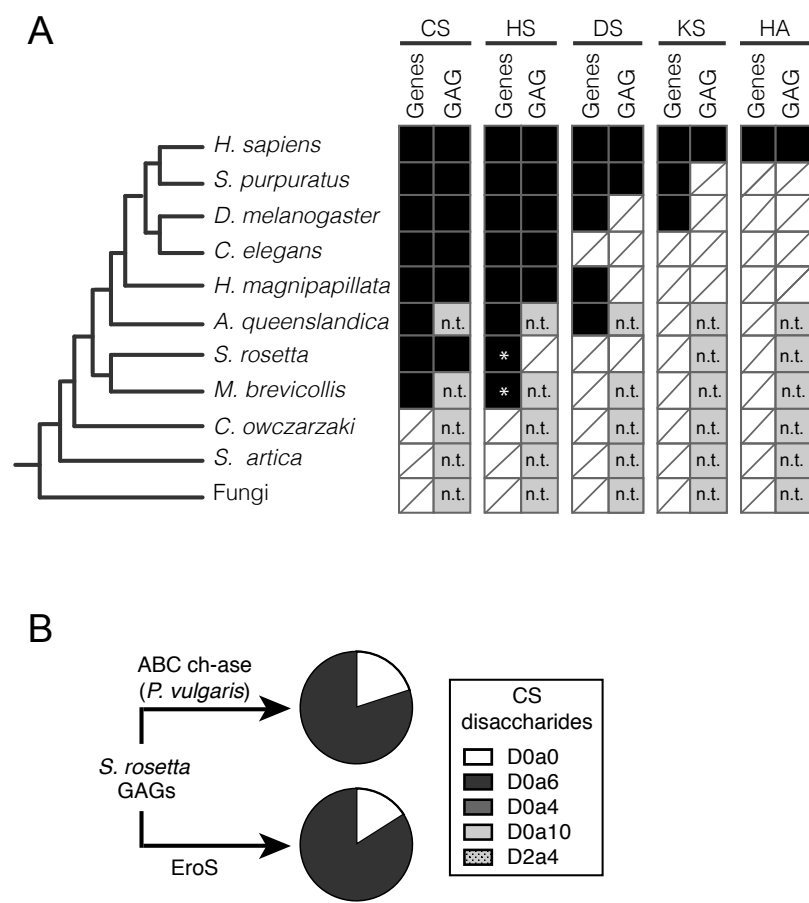 A
CS HS DS KS HA
Genes GAG Genes GAG Genes GAG Genes GAG Genes GAG
H. sapiens
S. purpuratus
D. melanogaster
C. elegans
H. magnipapillata
A. queenslandica n.t. n.t. n.t. n.t. n.t.
S. rosetta * n.t. n.t.
M. brevicollis n.t. * n.t. n.t. n.t. n.t.
C. owczarzaki n.t. n.t. n.t. n.t. n.t.
S. artica n.t. n.t. n.t. n.t. n.t.
Fungi n.t. n.t. n.t. n.t. n.t.
B
ABC ch-ase
(P. vulgaris)
S. rosetta
GAGs
EroS
CS
disaccharides
D0a0
D0a6
D0a4
D0a10
D2a4